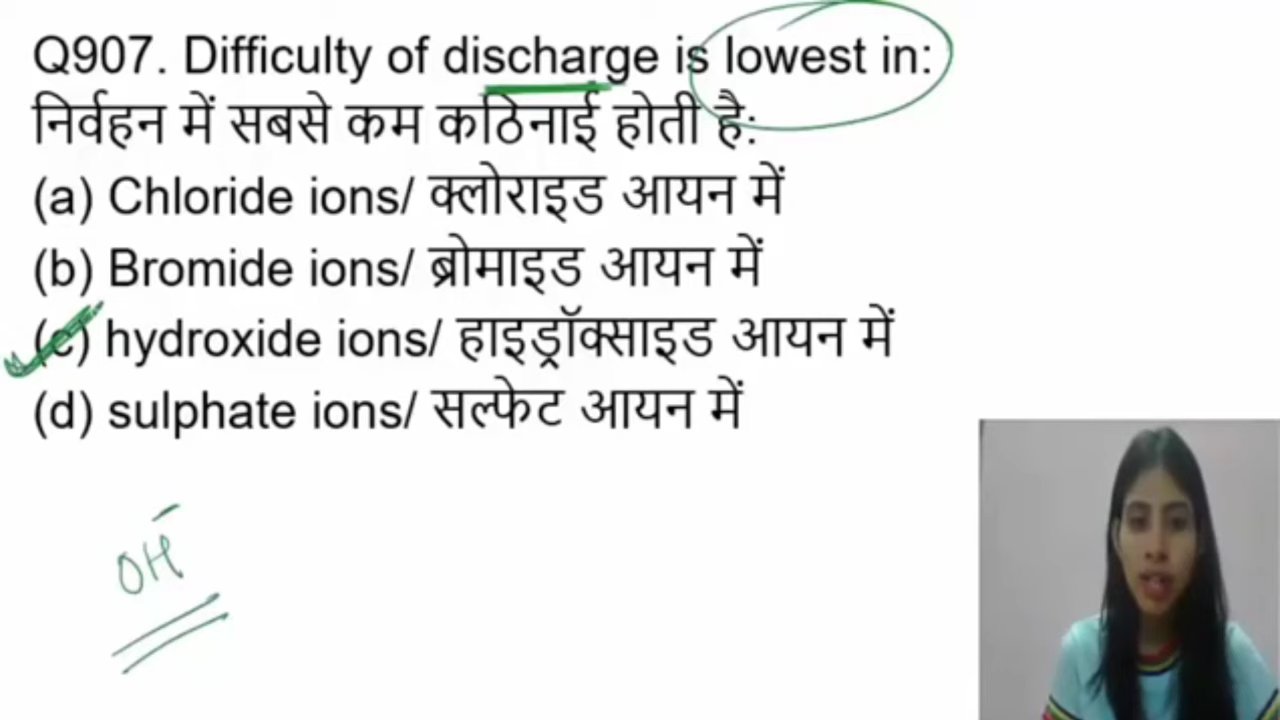 Q907. Difficulty of discharge is lowest in:
निर्वहन में सबसे कम कठिनाई होती है:
(a) Chloride ions/ क्लोराइड आयन में
(b) Bromide ions/ ब्रोमाइड आयन में
(c) hydroxide ions/ हाइड्रॉक्साइड आयन में
(d) sulphate ions/ सल्फेट आयन में
OH⁻